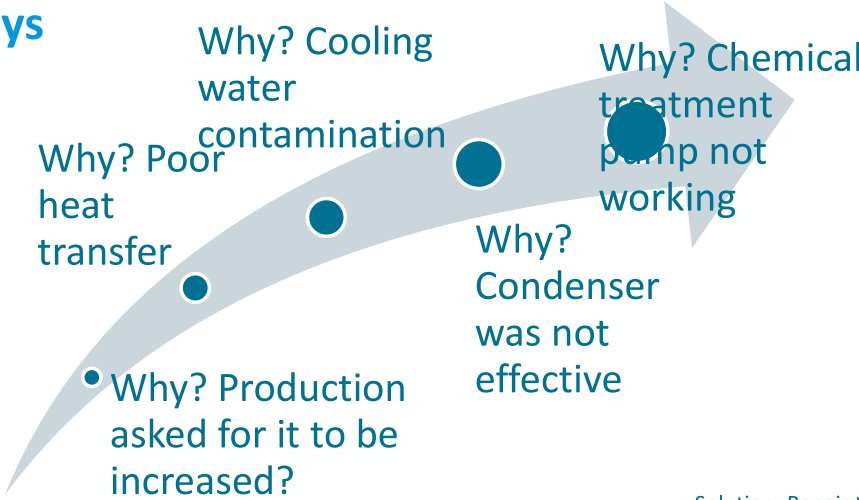 ys
Why? Cooling
water
contamination
Why? Chemical
treatment
pump not
working
Why? Poor
heat
transfer
Why?
Condenser
was not
effective
Why? Production
asked for it to be
increased?